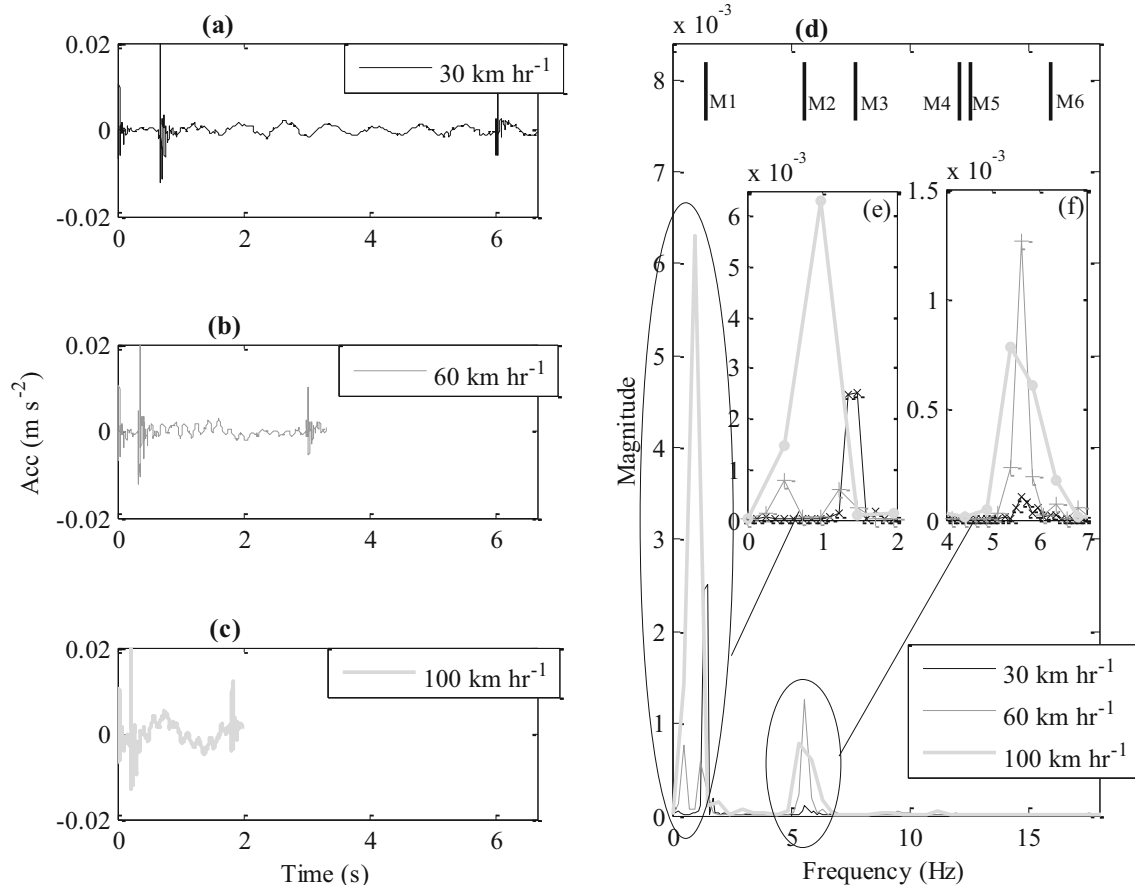 (a)
0.02
0
-0.02
30 km hr-1
0 2 4 6
(b)
0.02
0
-0.02
60 km hr-1
0 2 4 6
Acc (m s-2)
(c)
0.02
0
-0.02
100 km hr-1
0 2 4 6
Time (s)
x 10-3
(d)
8
7
6
5
4
3
2
1
0
M1 M2 M3 M4 M5 M6
x 10-3
(e)
6
5
4
3
2
1
0
0 1 2
x 10-3
(f)
1.5
1
0.5
0
4 5 6 7
Magnitude
30 km hr-1
60 km hr-1
100 km hr-1
0 5 10 15
Frequency (Hz)